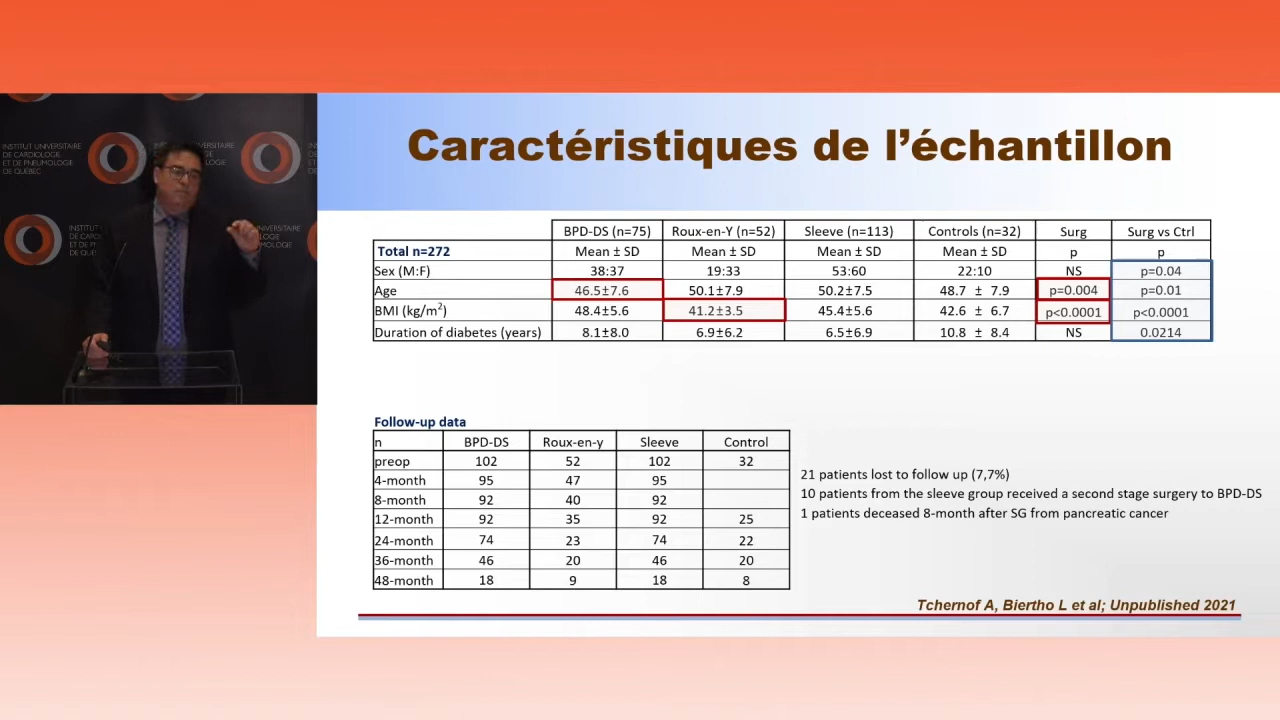 INSTITUT UNIVERSITAIRE
DE CARDIOLOGIE
ET DE PNEUMOLOGIE
DE QUÉBEC
Caractéristiques de l'échantillon
BPD-DS (n=75) Roux-en-Y (n=52) Sleeve (n=113) Controls (n=32) Surg Surg vs Ctrl
Total n=272 Mean ± SD Mean ± SD Mean ± SD Mean ± SD p p
Sex (M:F) 38:37 19:33 53:60 22:10 NS p=0.04
Age 46.5±7.6 50.1±7.9 50.2±7.5 48.7 ± 7.9 p=0.004 p=0.01
BMI (kg/m²) 48.4±5.6 41.2±3.5 45.4±5.6 42.6 ± 6.7 p<0.0001 p<0.0001
Duration of diabetes (years) 8.1±8.0 6.9±6.2 6.5±6.9 10.8 ± 8.4 NS 0.0214
Follow-up data
n BPD-DS Roux-en-y Sleeve Control
preop 102 52 102 32
4-month 95 47 95
8-month 92 40 92
12-month 92 35 92 25
24-month 74 23 74 22
36-month 46 20 46 20
48-month 18 9 18 8
21 patients lost to follow up (7,7%)
10 patients from the sleeve group received a second stage surgery to BPD-DS
1 patients deceased 8-month after SG from pancreatic cancer
Tchernof A, Biertho L et al; Unpublished 2021